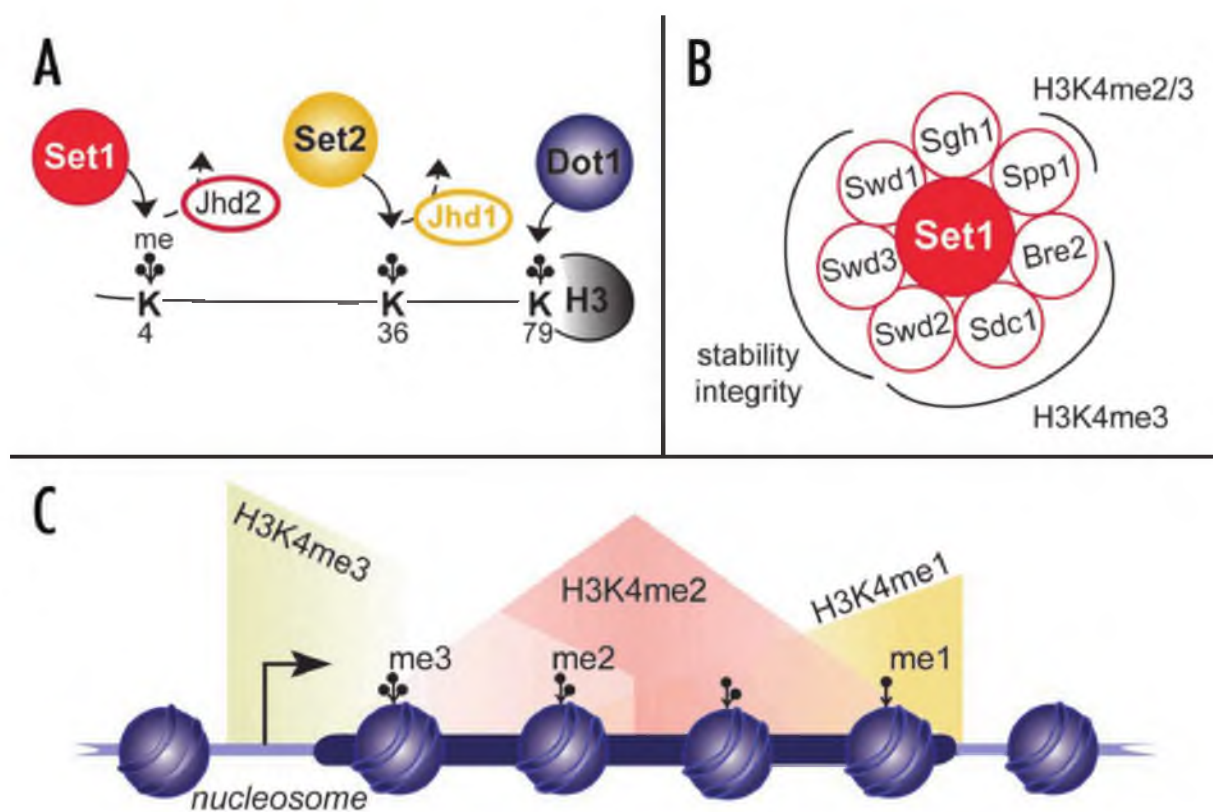 A
Set1
Set2
Dot1
Jhd2
Jhd1
me
K
K
K
H3
4
36
79
B
H3K4me2/3
Sgh1
Swd1
Spp1
Set1
Swd3
Bre2
Swd2
Sdc1
stability
integrity
H3K4me3
C
H3K4me3
H3K4me2
H3K4me1
me3
me2
me1
nucleosome